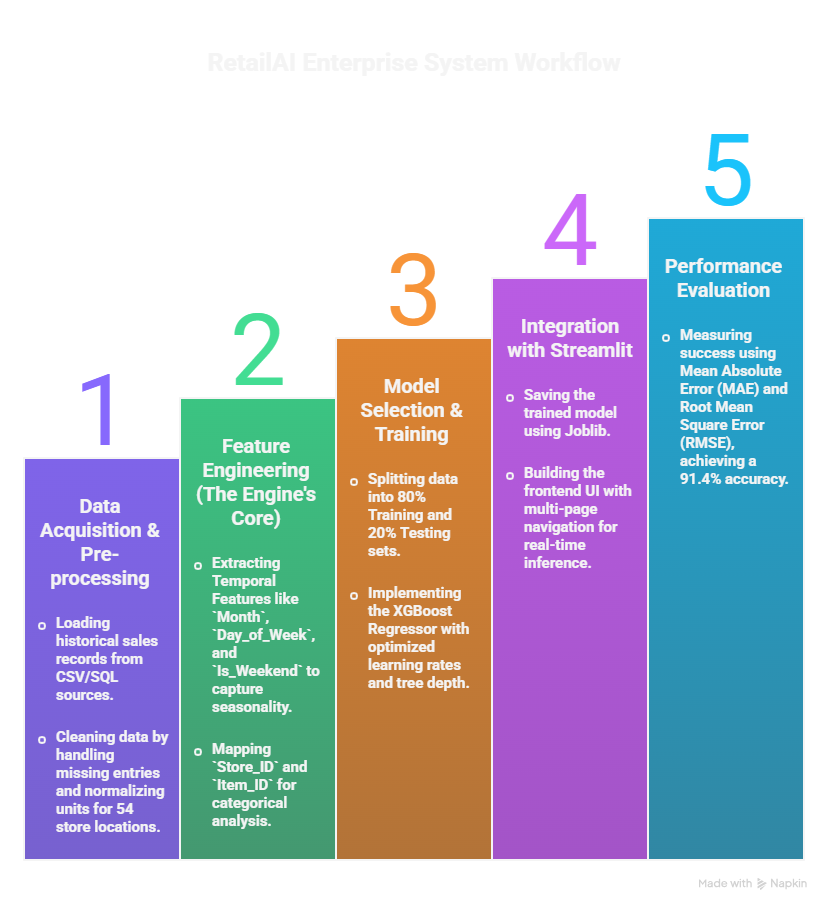 RetailAI Enterprise System Workflow
1
Data
Acquisition &
Pre-
processing
Loading
historical sales
records from
CSV/SQL
sources.
Cleaning data by
handling
missing entries
and normalizing
units for 54
store locations.
2
Feature
Engineering
(The Engine's
Core)
Extracting
Temporal
Features like
`Month`,
`Day_of_Week`,
and
`Is_Weekend` to
capture
seasonality.
Mapping
`Store_ID` and
`Item_ID` for
categorical
analysis.
3
Model
Selection &
Training
Splitting data
into 80%
Training and
20% Testing
sets.
Implementing
the XGBoost
Regressor with
optimized
learning rates
and tree depth.
4
Integration
with Streamlit
Saving the
trained model
using Joblib.
Building the
frontend UI with
multi-page
navigation for
real-time
inference.
5
Performance
Evaluation
Measuring
success using
Mean Absolute
Error (MAE) and
Root Mean
Square Error
(RMSE),
achieving a
91.4% accuracy.
Made with Napkin